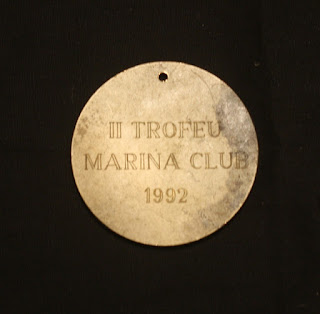 II TROFEU
MARINA CLUB
1992